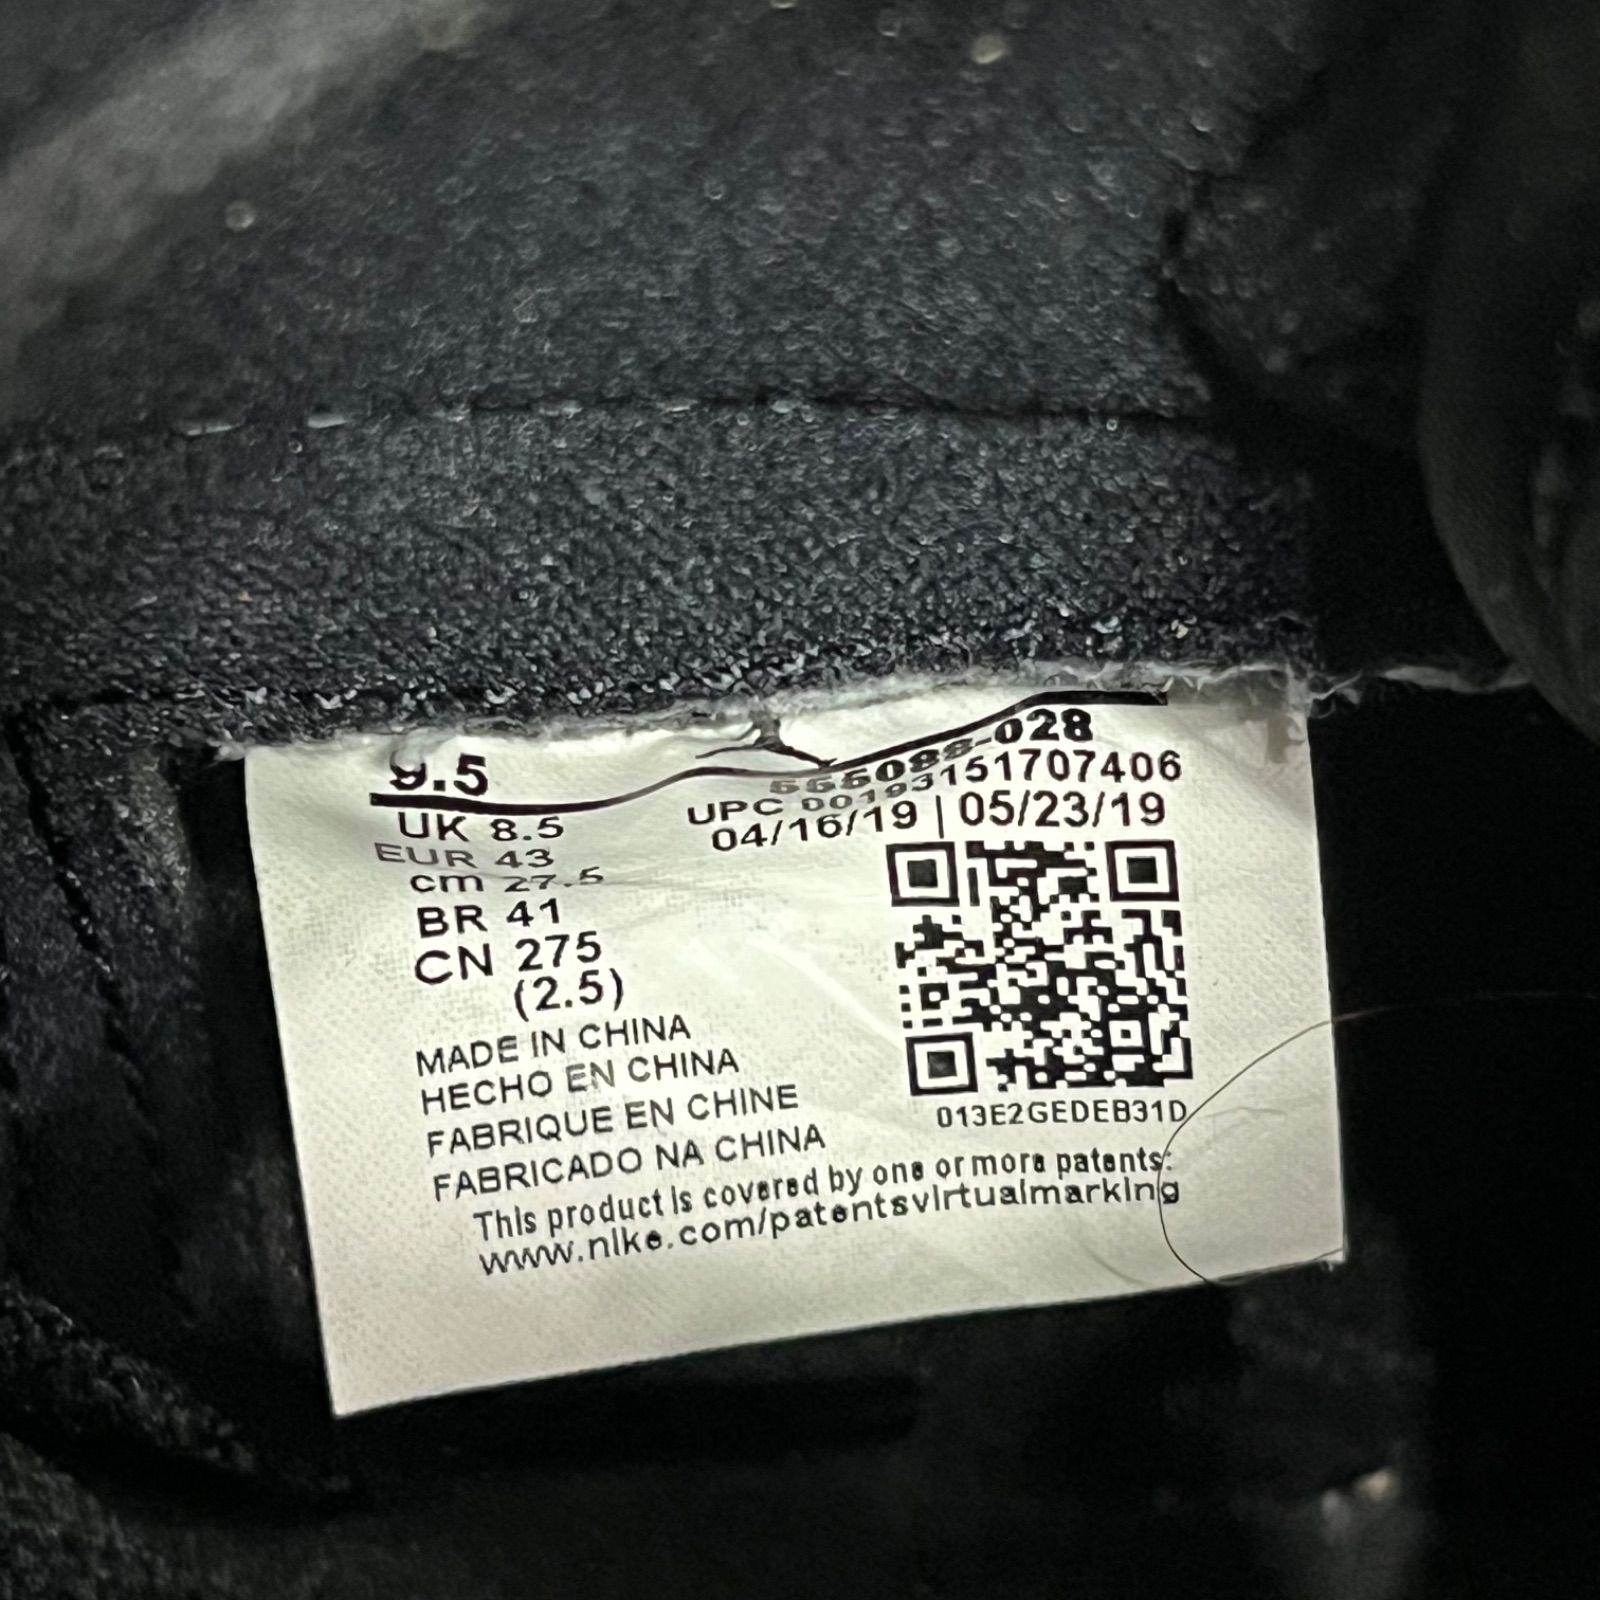 9.5
UK 8.5
EUR 43
cm 27.5
BR 41
CN 275
(2.5)
555088-028
UPC 00193151707406
04/16/19 | 05/23/19
013E2GEDEB31D
MADE IN CHINA
HECHO EN CHINA
FABRIQUE EN CHINE
FABRICADO NA CHINA
This product is covered by one or more patents:
www.nike.com/patentsvirtualmarking